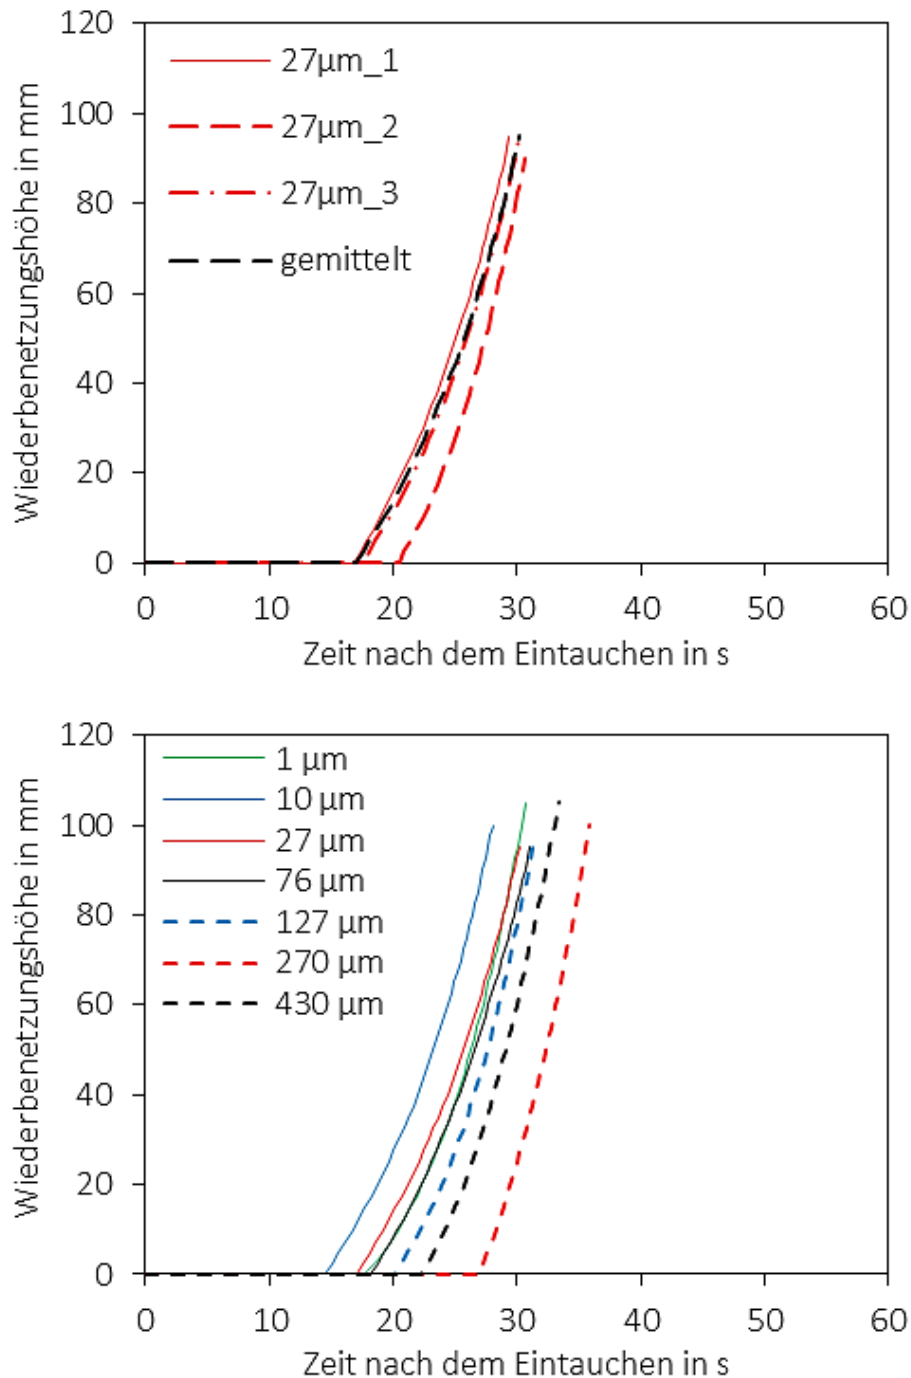 120
100
80
60
40
20
0
Wiederbenetzungshöhe in mm
27µm_1
27µm_2
27µm_3
gemittelt
0 10 20 30 40 50 60
Zeit nach dem Eintauchen in s
120
100
80
60
40
20
0
Wiederbenetzungshöhe in mm
1 µm
10 µm
27 µm
76 µm
127 µm
270 µm
430 µm
0 10 20 30 40 50 60
Zeit nach dem Eintauchen in s